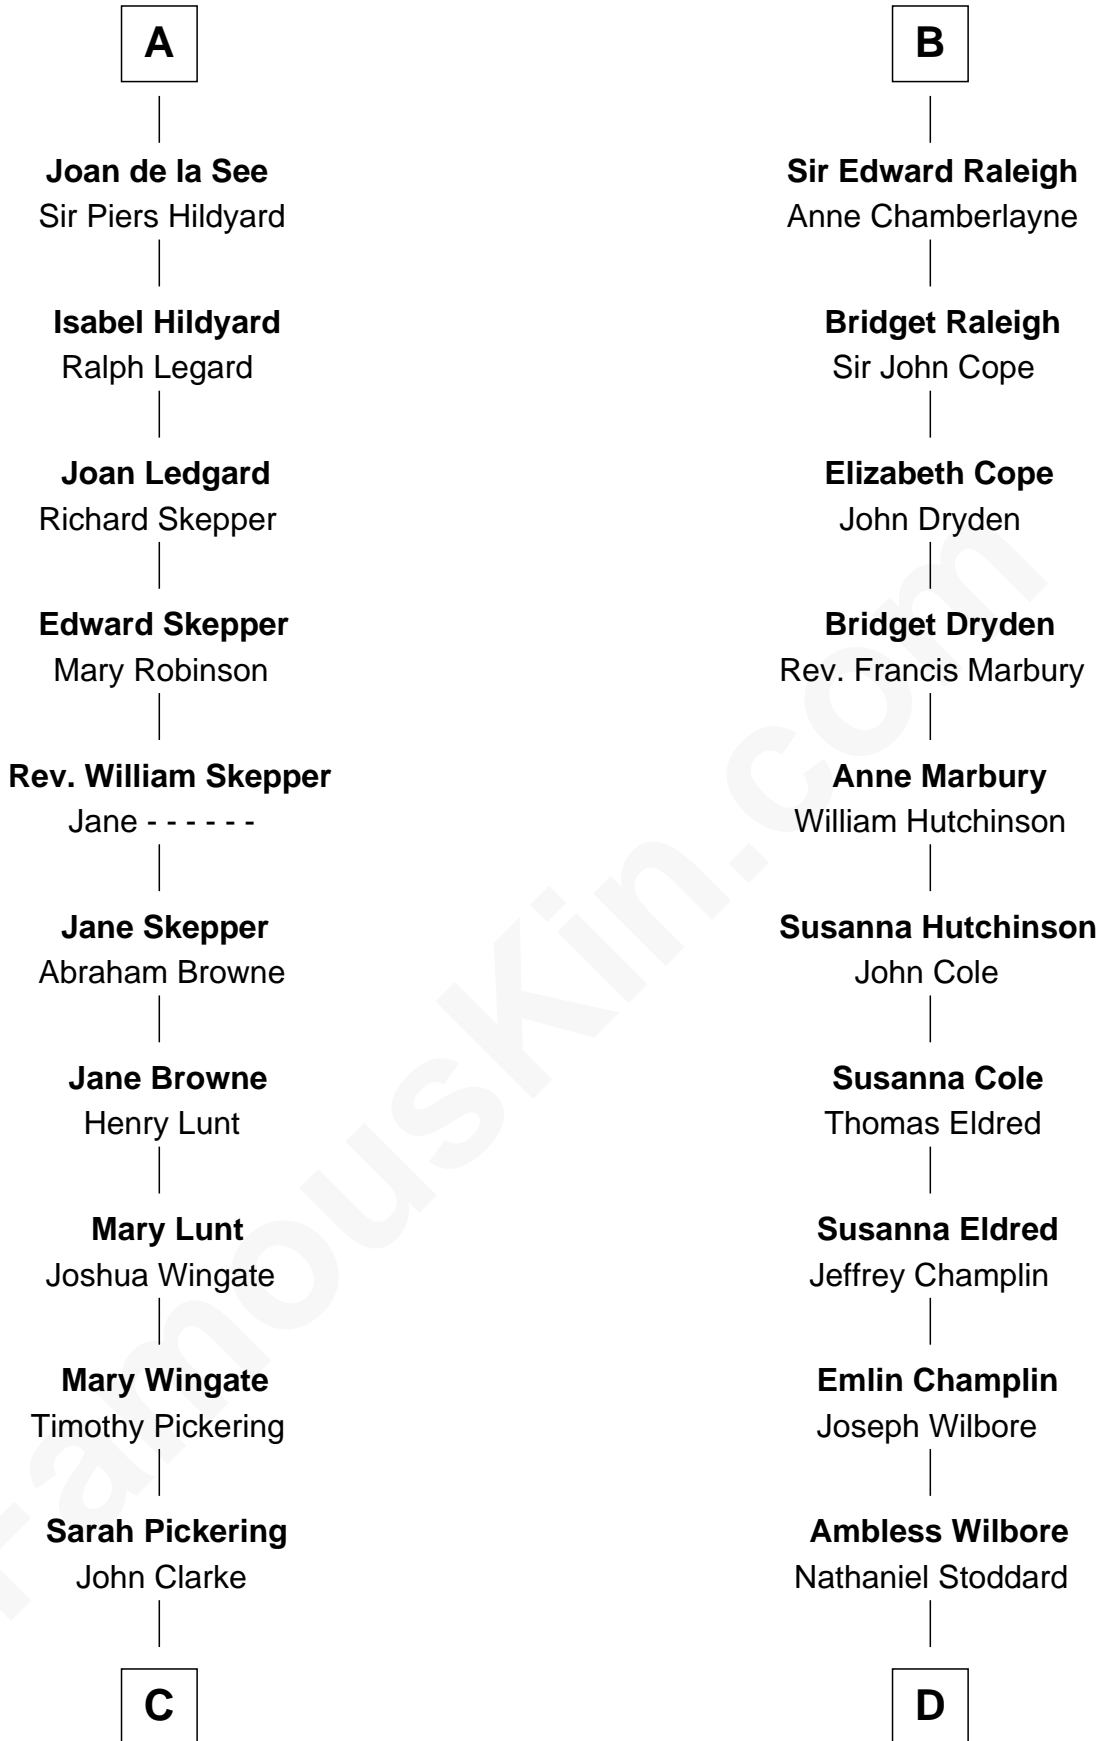 A
Joan de la See
Sir Piers Hildyard
Isabel Hildyard
Ralph Legard
Joan Ledgard
Richard Skepper
Edward Skepper
Mary Robinson
Rev. William Skepper
Jane - - - - - -
Jane Skepper
Abraham Browne
Jane Browne
Henry Lunt
Mary Lunt
Joshua Wingate
Mary Wingate
Timothy Pickering
Sarah Pickering
John Clarke
C
B
Sir Edward Raleigh
Anne Chamberlayne
Bridget Raleigh
Sir John Cope
Elizabeth Cope
John Dryden
Bridget Dryden
Rev. Francis Marbury
Anne Marbury
William Hutchinson
Susanna Hutchinson
John Cole
Susanna Cole
Thomas Eldred
Susanna Eldred
Jeffrey Champlin
Emlin Champlin
Joseph Wilbore
Ambless Wilbore
Nathaniel Stoddard
D
FamousKin.com